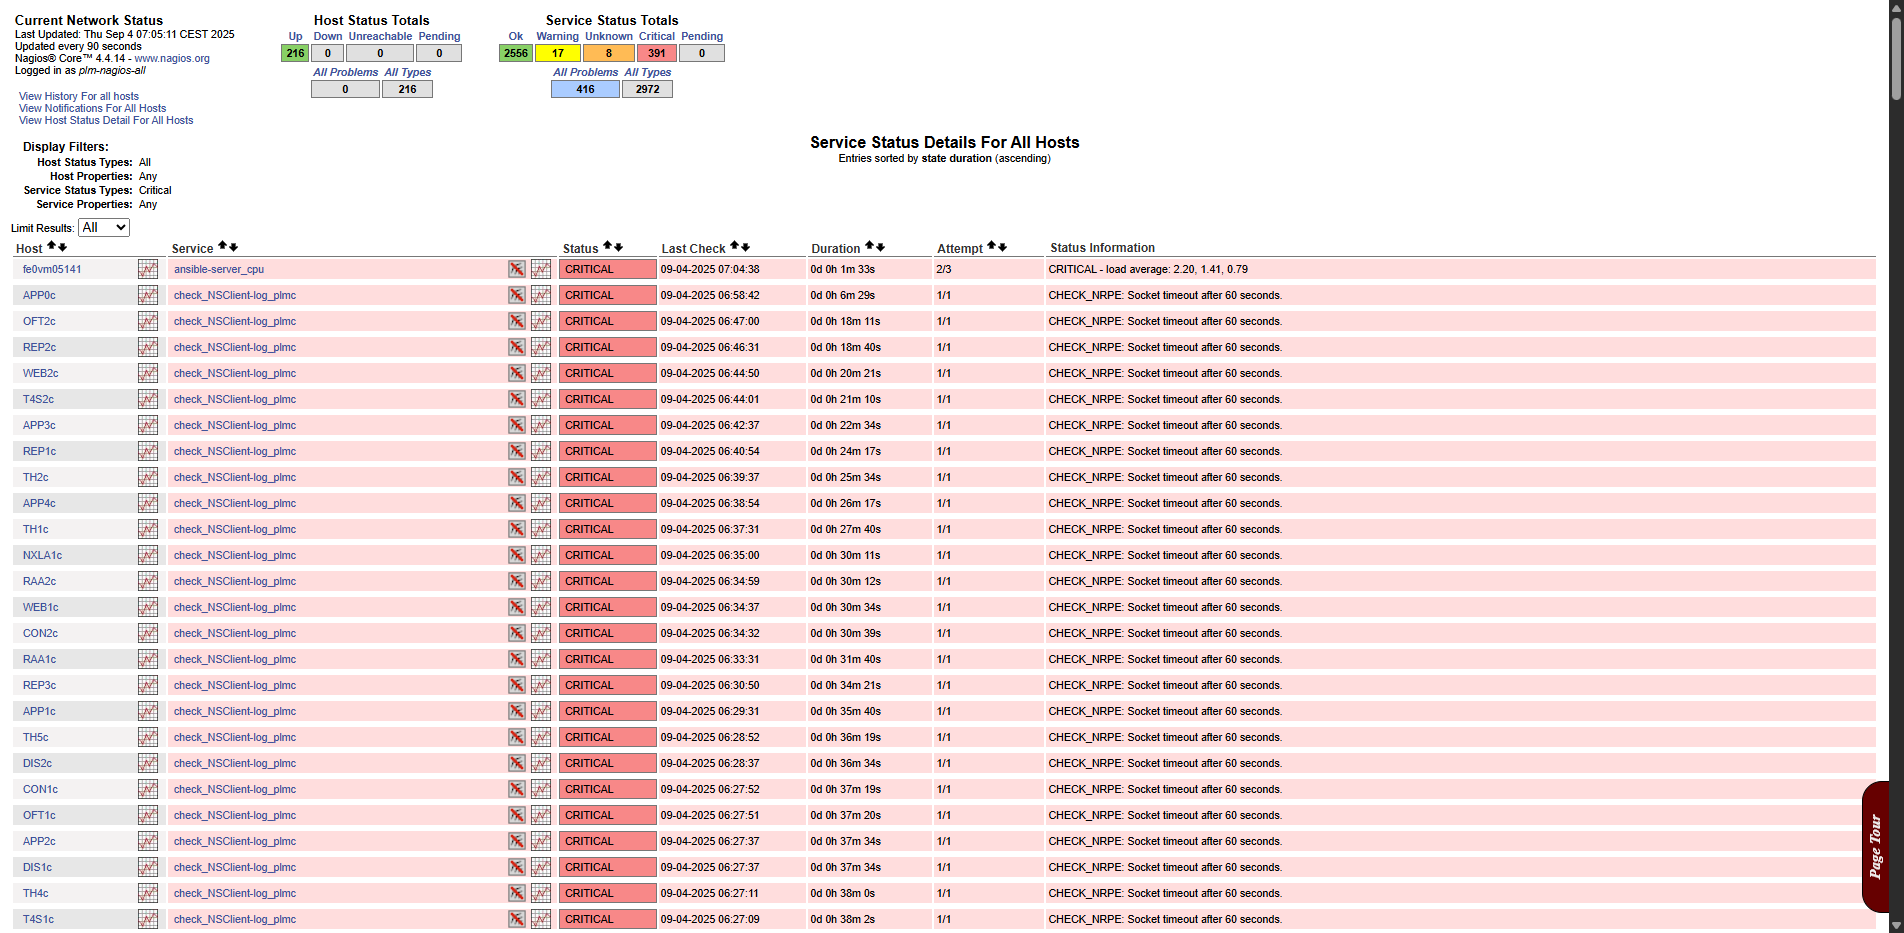 Current Network Status
Last Updated: Thu Sep 4 07:05:11 CEST 2025
Updated every 90 seconds
Nagios® Core™ 4.4.14 - www.nagios.org
Logged in as plm-nagios-all
View History For all hosts
View Notifications For All Hosts
View Host Status Detail For All Hosts
Host Status Totals
Up Down Unreachable Pending
216 0 0 0
All Problems All Types
0 216
Service Status Totals
Ok Warning Unknown Critical Pending
2556 17 8 391 0
All Problems All Types
416 2972
Display Filters:
Host Status Types: All
Host Properties: Any
Service Status Types: Critical
Service Properties: Any
Service Status Details For All Hosts
Entries sorted by state duration (ascending)
Limit Results: All
Host Service Status Last Check Duration Attempt Status Information
fe0vm05141 ansible-server_cpu CRITICAL 09-04-2025 07:04:38 0d 0h 1m 33s 2/3 CRITICAL - load average: 2.20, 1.41, 0.79
APP0c check_NSClient-log_plmc CRITICAL 09-04-2025 06:58:42 0d 0h 6m 29s 1/1 CHECK_NRPE: Socket timeout after 60 seconds.
OFT2c check_NSClient-log_plmc CRITICAL 09-04-2025 06:47:00 0d 0h 18m 11s 1/1 CHECK_NRPE: Socket timeout after 60 seconds.
REP2c check_NSClient-log_plmc CRITICAL 09-04-2025 06:46:31 0d 0h 18m 40s 1/1 CHECK_NRPE: Socket timeout after 60 seconds.
WEB2c check_NSClient-log_plmc CRITICAL 09-04-2025 06:44:50 0d 0h 20m 21s 1/1 CHECK_NRPE: Socket timeout after 60 seconds.
T4S2c check_NSClient-log_plmc CRITICAL 09-04-2025 06:44:01 0d 0h 21m 10s 1/1 CHECK_NRPE: Socket timeout after 60 seconds.
APP3c check_NSClient-log_plmc CRITICAL 09-04-2025 06:42:37 0d 0h 22m 34s 1/1 CHECK_NRPE: Socket timeout after 60 seconds.
REP1c check_NSClient-log_plmc CRITICAL 09-04-2025 06:40:54 0d 0h 24m 17s 1/1 CHECK_NRPE: Socket timeout after 60 seconds.
TH2c check_NSClient-log_plmc CRITICAL 09-04-2025 06:39:37 0d 0h 25m 34s 1/1 CHECK_NRPE: Socket timeout after 60 seconds.
APP4c check_NSClient-log_plmc CRITICAL 09-04-2025 06:38:54 0d 0h 26m 17s 1/1 CHECK_NRPE: Socket timeout after 60 seconds.
TH1c check_NSClient-log_plmc CRITICAL 09-04-2025 06:37:31 0d 0h 27m 40s 1/1 CHECK_NRPE: Socket timeout after 60 seconds.
NXLA1c check_NSClient-log_plmc CRITICAL 09-04-2025 06:35:00 0d 0h 30m 11s 1/1 CHECK_NRPE: Socket timeout after 60 seconds.
RAA2c check_NSClient-log_plmc CRITICAL 09-04-2025 06:34:59 0d 0h 30m 12s 1/1 CHECK_NRPE: Socket timeout after 60 seconds.
WEB1c check_NSClient-log_plmc CRITICAL 09-04-2025 06:34:37 0d 0h 30m 34s 1/1 CHECK_NRPE: Socket timeout after 60 seconds.
CON2c check_NSClient-log_plmc CRITICAL 09-04-2025 06:34:32 0d 0h 30m 39s 1/1 CHECK_NRPE: Socket timeout after 60 seconds.
RAA1c check_NSClient-log_plmc CRITICAL 09-04-2025 06:33:31 0d 0h 31m 40s 1/1 CHECK_NRPE: Socket timeout after 60 seconds.
REP3c check_NSClient-log_plmc CRITICAL 09-04-2025 06:30:50 0d 0h 34m 21s 1/1 CHECK_NRPE: Socket timeout after 60 seconds.
APP1c check_NSClient-log_plmc CRITICAL 09-04-2025 06:29:31 0d 0h 35m 40s 1/1 CHECK_NRPE: Socket timeout after 60 seconds.
TH5c check_NSClient-log_plmc CRITICAL 09-04-2025 06:28:52 0d 0h 36m 19s 1/1 CHECK_NRPE: Socket timeout after 60 seconds.
DIS2c check_NSClient-log_plmc CRITICAL 09-04-2025 06:28:37 0d 0h 36m 34s 1/1 CHECK_NRPE: Socket timeout after 60 seconds.
CON1c check_NSClient-log_plmc CRITICAL 09-04-2025 06:27:52 0d 0h 37m 19s 1/1 CHECK_NRPE: Socket timeout after 60 seconds.
OFT1c check_NSClient-log_plmc CRITICAL 09-04-2025 06:27:51 0d 0h 37m 20s 1/1 CHECK_NRPE: Socket timeout after 60 seconds.
APP2c check_NSClient-log_plmc CRITICAL 09-04-2025 06:27:37 0d 0h 37m 34s 1/1 CHECK_NRPE: Socket timeout after 60 seconds.
DIS1c check_NSClient-log_plmc CRITICAL 09-04-2025 06:27:37 0d 0h 37m 34s 1/1 CHECK_NRPE: Socket timeout after 60 seconds.
TH4c check_NSClient-log_plmc CRITICAL 09-04-2025 06:27:11 0d 0h 38m 0s 1/1 CHECK_NRPE: Socket timeout after 60 seconds.
T4S1c check_NSClient-log_plmc CRITICAL 09-04-2025 06:27:09 0d 0h 38m 2s 1/1 CHECK_NRPE: Socket timeout after 60 seconds.
Page Tour